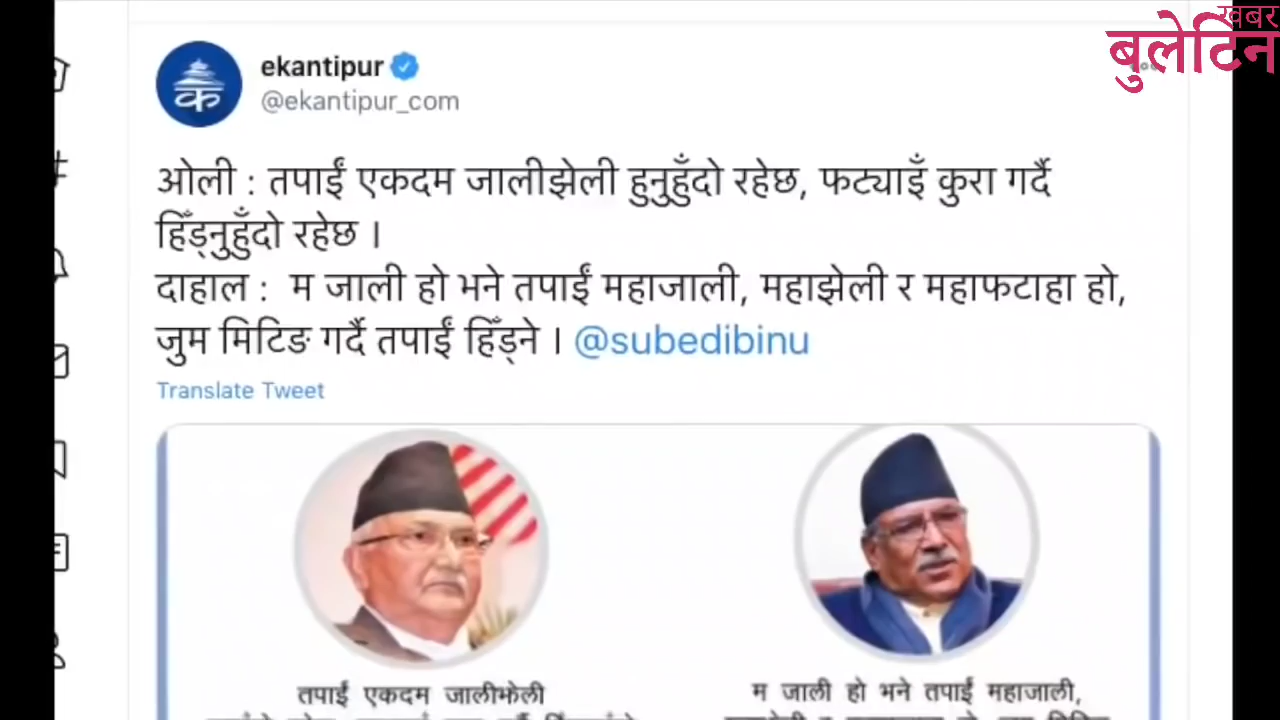 खबर
बुलेटिन
ekantipur
@ekantipur_com
क
ओली : तपाईं एकदम जालीझेली हुनुहुँदो रहेछ, फट्याइँ कुरा गर्दै
हिँड्नुहुँदो रहेछ ।
दाहाल : म जाली हो भने तपाईं महाजाली, महाझेली र महाफटाहा हो,
जुम मिटिङ गर्दै तपाईं हिँड्ने । @subedibinu
Translate Tweet
तपाईं एकदम जालीझेली
म जाली हो भने तपाईं महाजाली,